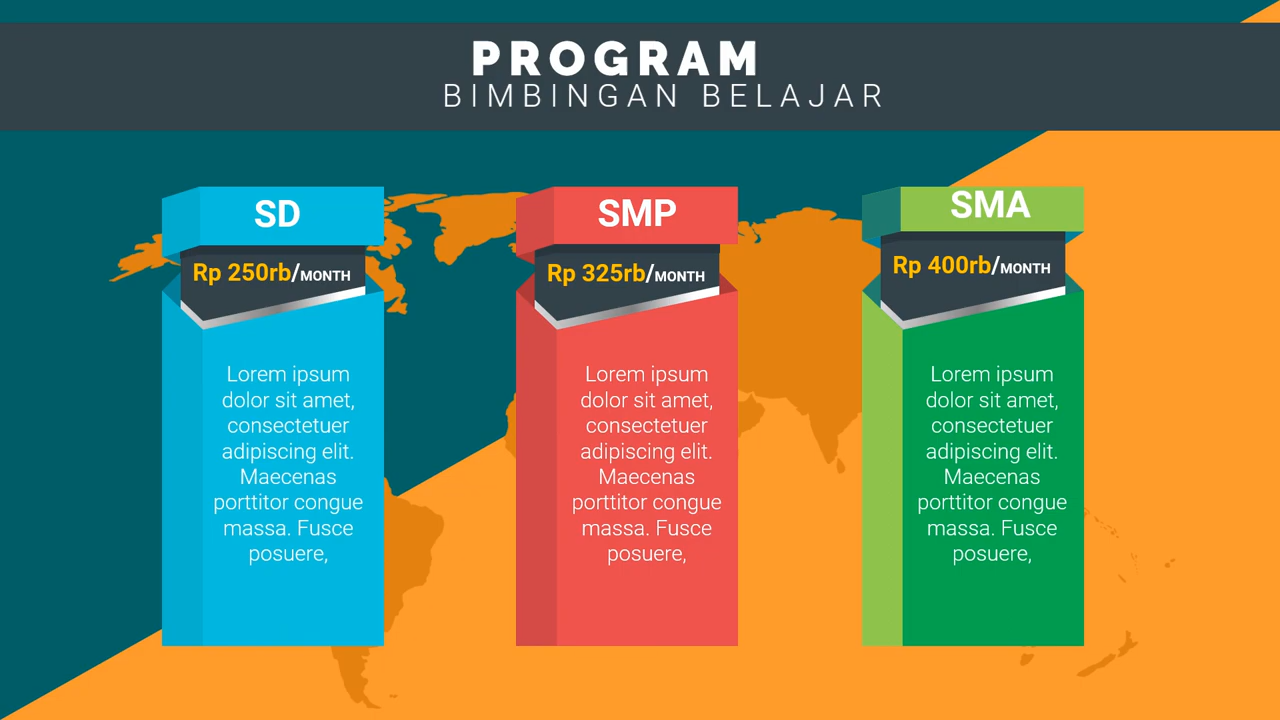 PROGRAM
BIMBINGAN BELAJAR
SD
Rp 250rb/MONTH
Lorem ipsum
dolor sit amet,
consectetuer
adipiscing elit.
Maecenas
porttitor congue
massa. Fusce
posuere,
SMP
Rp 325rb/MONTH
Lorem ipsum
dolor sit amet,
consectetuer
adipiscing elit.
Maecenas
porttitor congue
massa. Fusce
posuere,
SMA
Rp 400rb/MONTH
Lorem ipsum
dolor sit amet,
consectetuer
adipiscing elit.
Maecenas
porttitor congue
massa. Fusce
posuere,